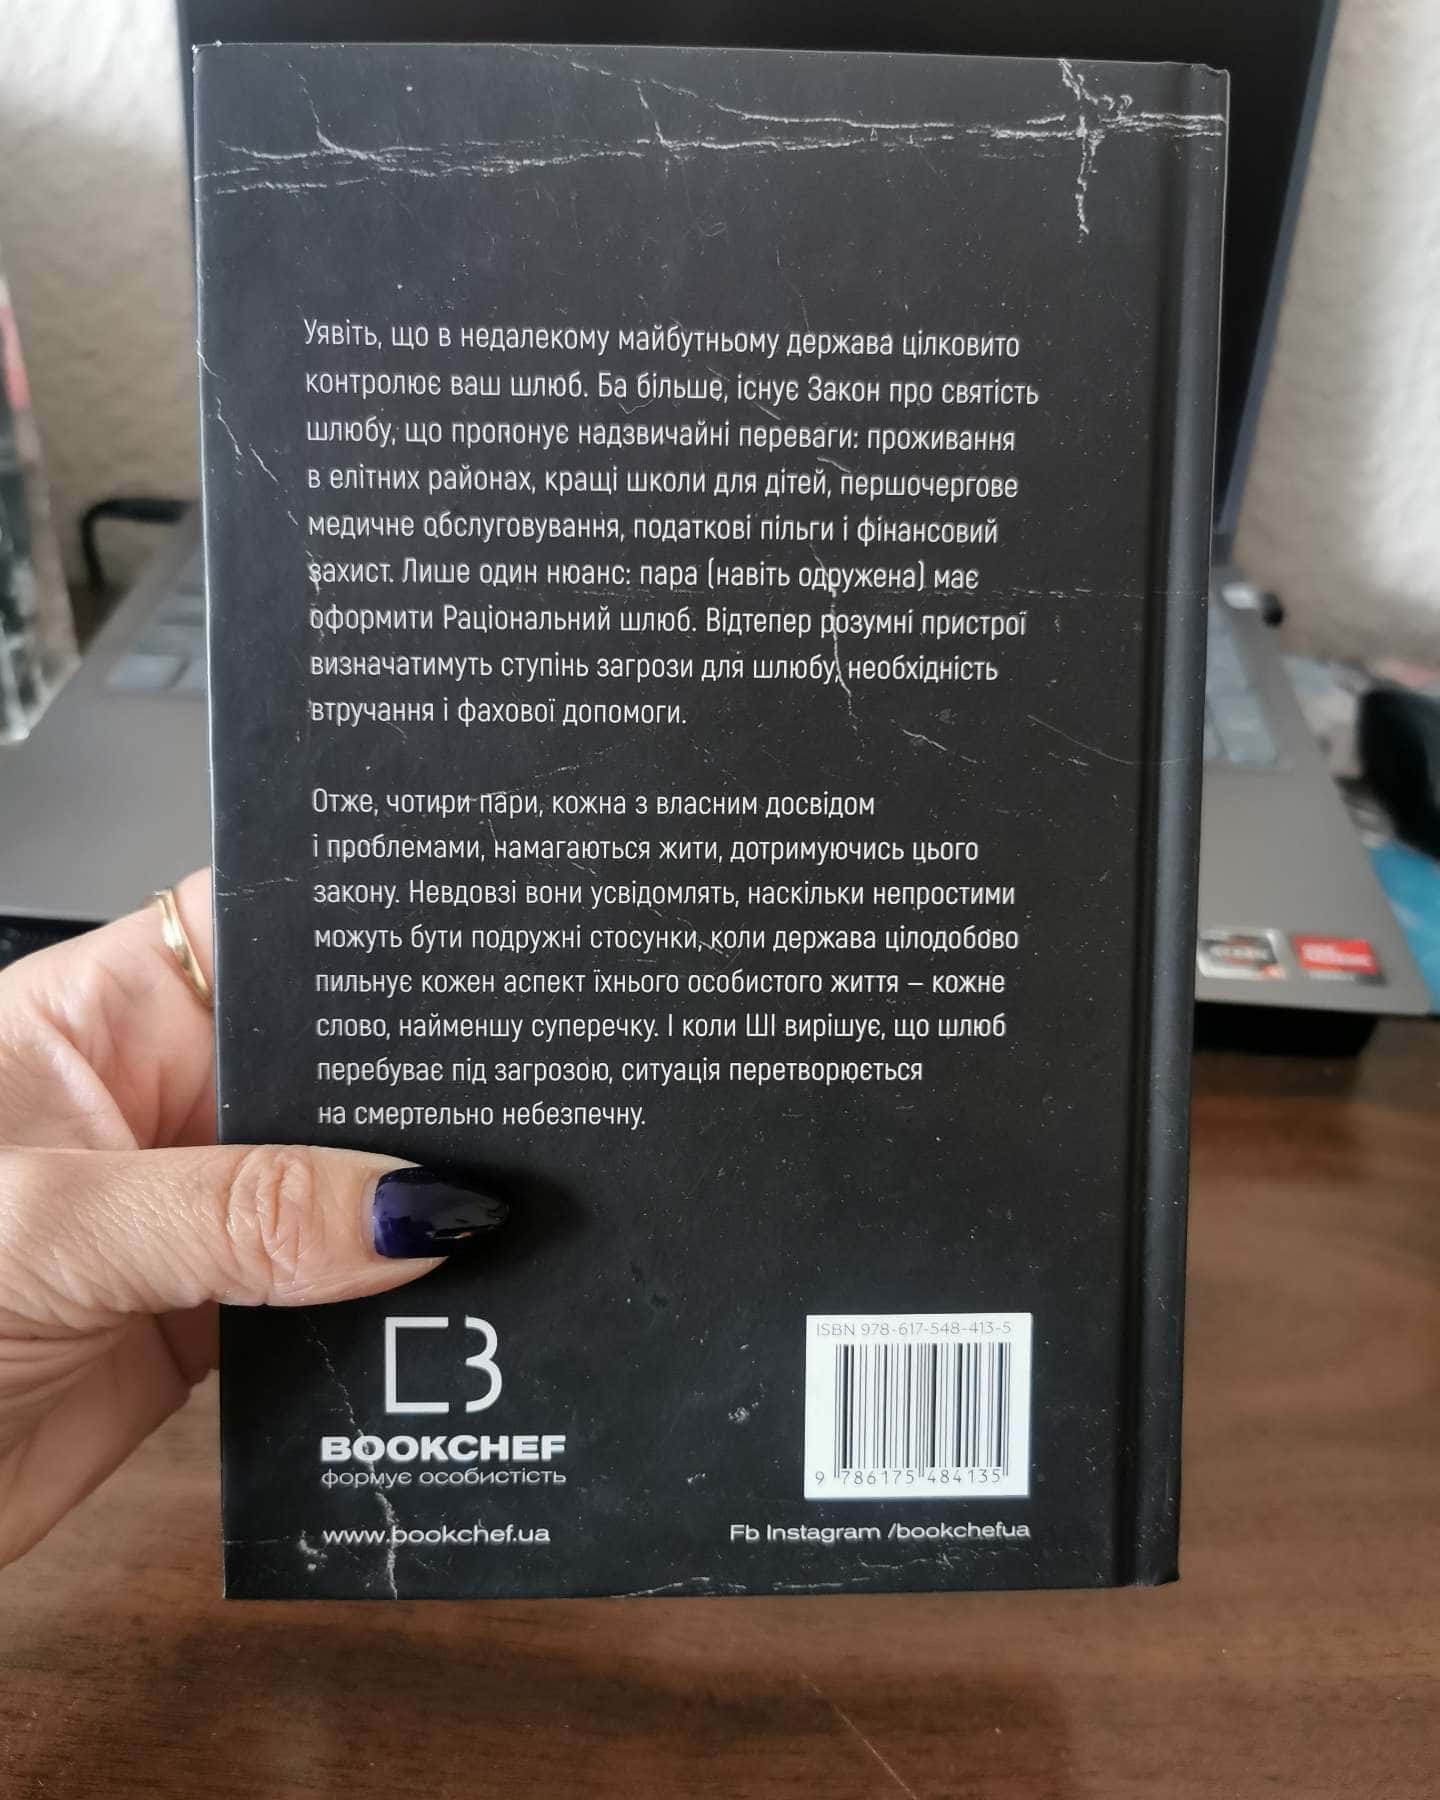 Уявіть, що в недалекому майбутньому держава цілковито
контролює ваш шлюб. Ба більше, існує Закон про святість
шлюбу, що пропонує надзвичайні переваги: проживання
в елітних районах, кращі школи для дітей, першочергове
медичне обслуговування, податкові пільги і фінансовий
захист. Лише один нюанс: пара (навіть одружена) має
оформити Раціональний шлюб. Відтепер розумні пристрої
визначатимуть ступінь загрози для шлюбу, необхідність
втручання і фахової допомоги.
Отже, чотири пари, кожна з власним досвідом
і проблемами, намагаються жити, дотримуючись цього
закону. Невдовзі вони усвідомлять, наскільки непростими
можуть бути подружні стосунки, коли держава цілодобово
пильнує кожен аспект їхнього особистого життя — кожне
слово, найменшу суперечку. І коли ШІ вирішує, що шлюб
перебуває під загрозою, ситуація перетворюється
на смертельно небезпечну.
BOOKCHEF
формує особистість
www.bookchef.ua
ISBN 978-617-548-413-5
9 786175 484135
Fb Instagram /bookchefua